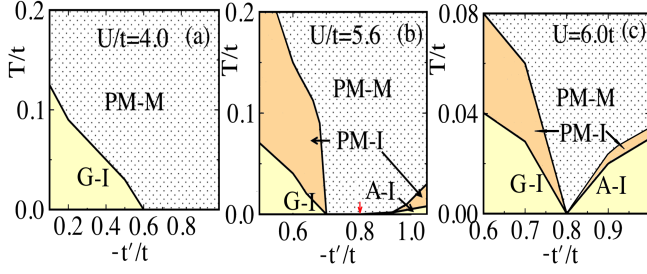 0.2
0.1
0.0
T/t
U/t=4.0
(a)
PM-M
G-I
0.2 0.4 0.6 0.8
-t'/t
0.2
0.1
0.0
T/t
U/t=5.6
(b)
PM-M
PM-I
G-I
A-I
0.6 0.8 1.0
-t'/t
0.08
0.04
0.00
T/t
U=6.0t
(c)
PM-M
PM-I
G-I
A-I
0.6 0.7 0.8 0.9
-t'/t